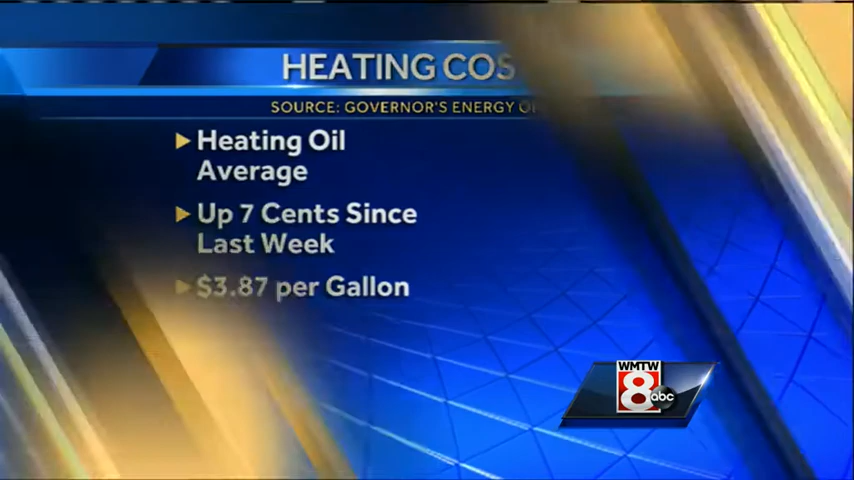 HEATING COS
SOURCE: GOVERNOR'S ENERGY
Heating Oil
Average
Up 7 Cents Since
Last Week
$3.87 per Gallon
WMTW
8 abc